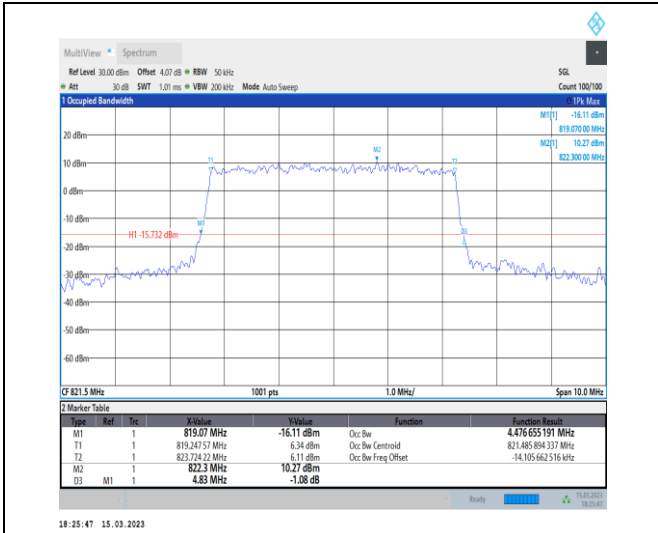 MultiView Spectrum
Ref Level 30.00 dBm Offset 4.07 dB RBW 50 kHz SGL
Att 30 dB SWT 1.01 ms VBW 200 kHz Mode Auto Sweep Count 100/100
1 Occupied Bandwidth 1Pk Max
M1[1] -16.11 dBm
819.070 00 MHz
M2[1] 10.27 dBm
822.300 00 MHz
20 dBm
M2
T1 T2
10 dBm
0 dBm
-10 dBm
M1
H1 -15.732 dBm D3
-20 dBm
-30 dBm
-40 dBm
-50 dBm
-60 dBm
CF 821.5 MHz 1001 pts 1.0 MHz/ Span 10.0 MHz
2 Marker Table
Type Ref Trc X-Value Y-Value Function Function Result
M1 1 819.07 MHz -16.11 dBm Occ Bw 4.476 655 191 MHz
T1 1 819.247 57 MHz 6.34 dBm Occ Bw Centroid 821.485 894 337 MHz
T2 1 823.724 22 MHz 6.11 dBm Occ Bw Freq Offset -14.105 662 516 kHz
M2 1 822.3 MHz 10.27 dBm
D3 M1 1 4.83 MHz -1.08 dB
Ready 15.03.2023
18:25:47
18:25:47 15.03.2023